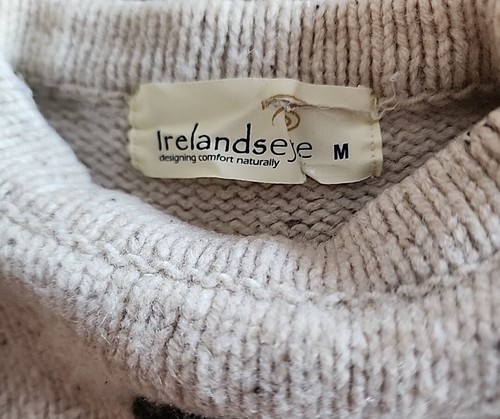 Irelandseye M
designing comfort naturally